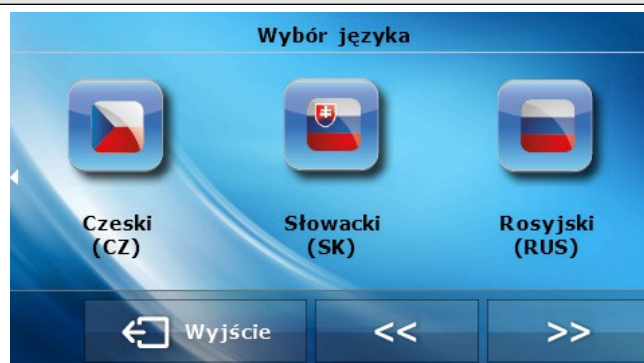 Wybór języka
Czeski
(CZ)
Słowacki
(SK)
Rosyjski
(RUS)
Wyjście
<<
>>